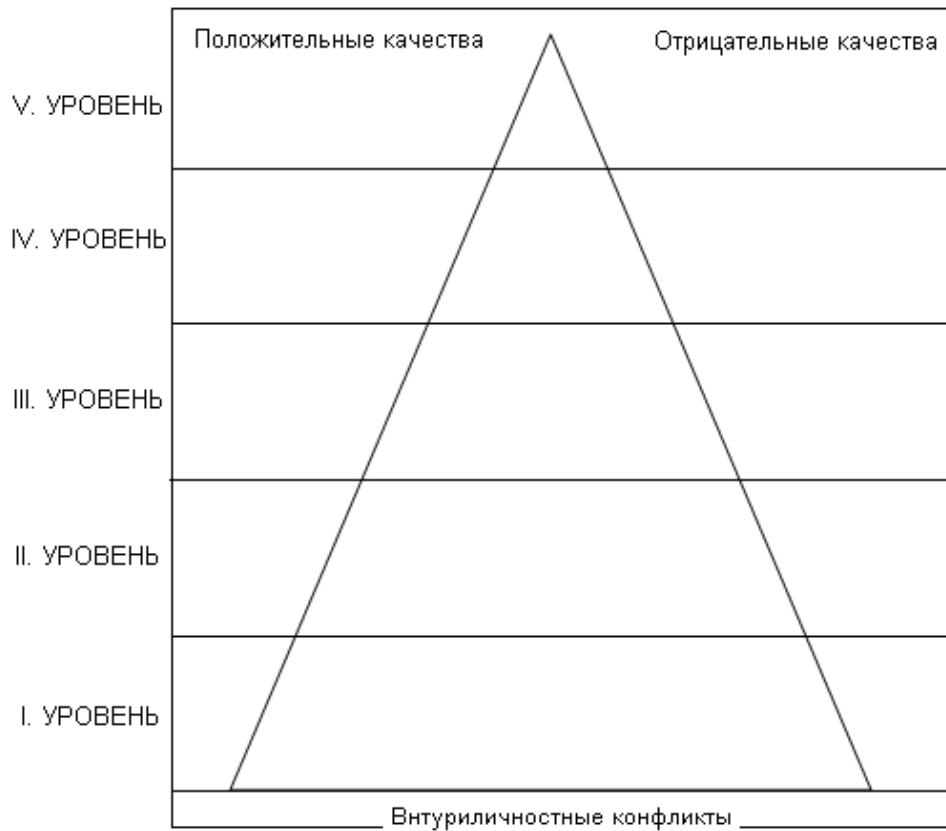 Положительные качества
Отрицательные качества
V. УРОВЕНЬ
IV. УРОВЕНЬ
III. УРОВЕНЬ
II. УРОВЕНЬ
I. УРОВЕНЬ
Внтуриличностные конфликты